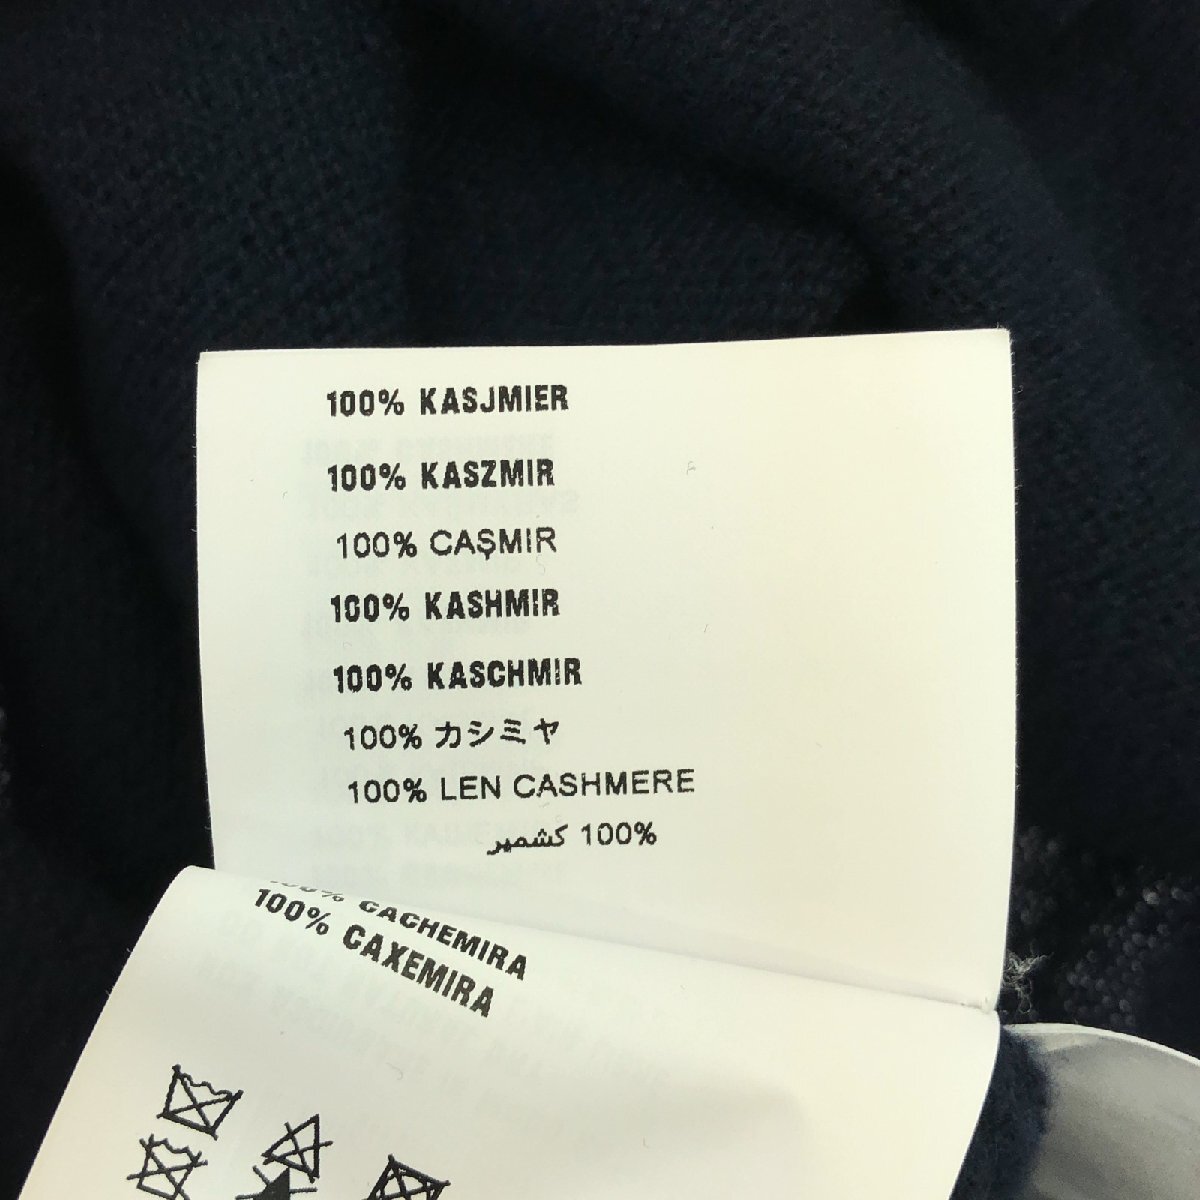 100% KASJMIER
100% KASZMIR
100% CAŞMIR
100% KASHMIR
100% KASCHMIR
100% カシミヤ
100% LEN CASHMERE
100% كشمير
100% CACHEMIRA
100% CAXEMIRA